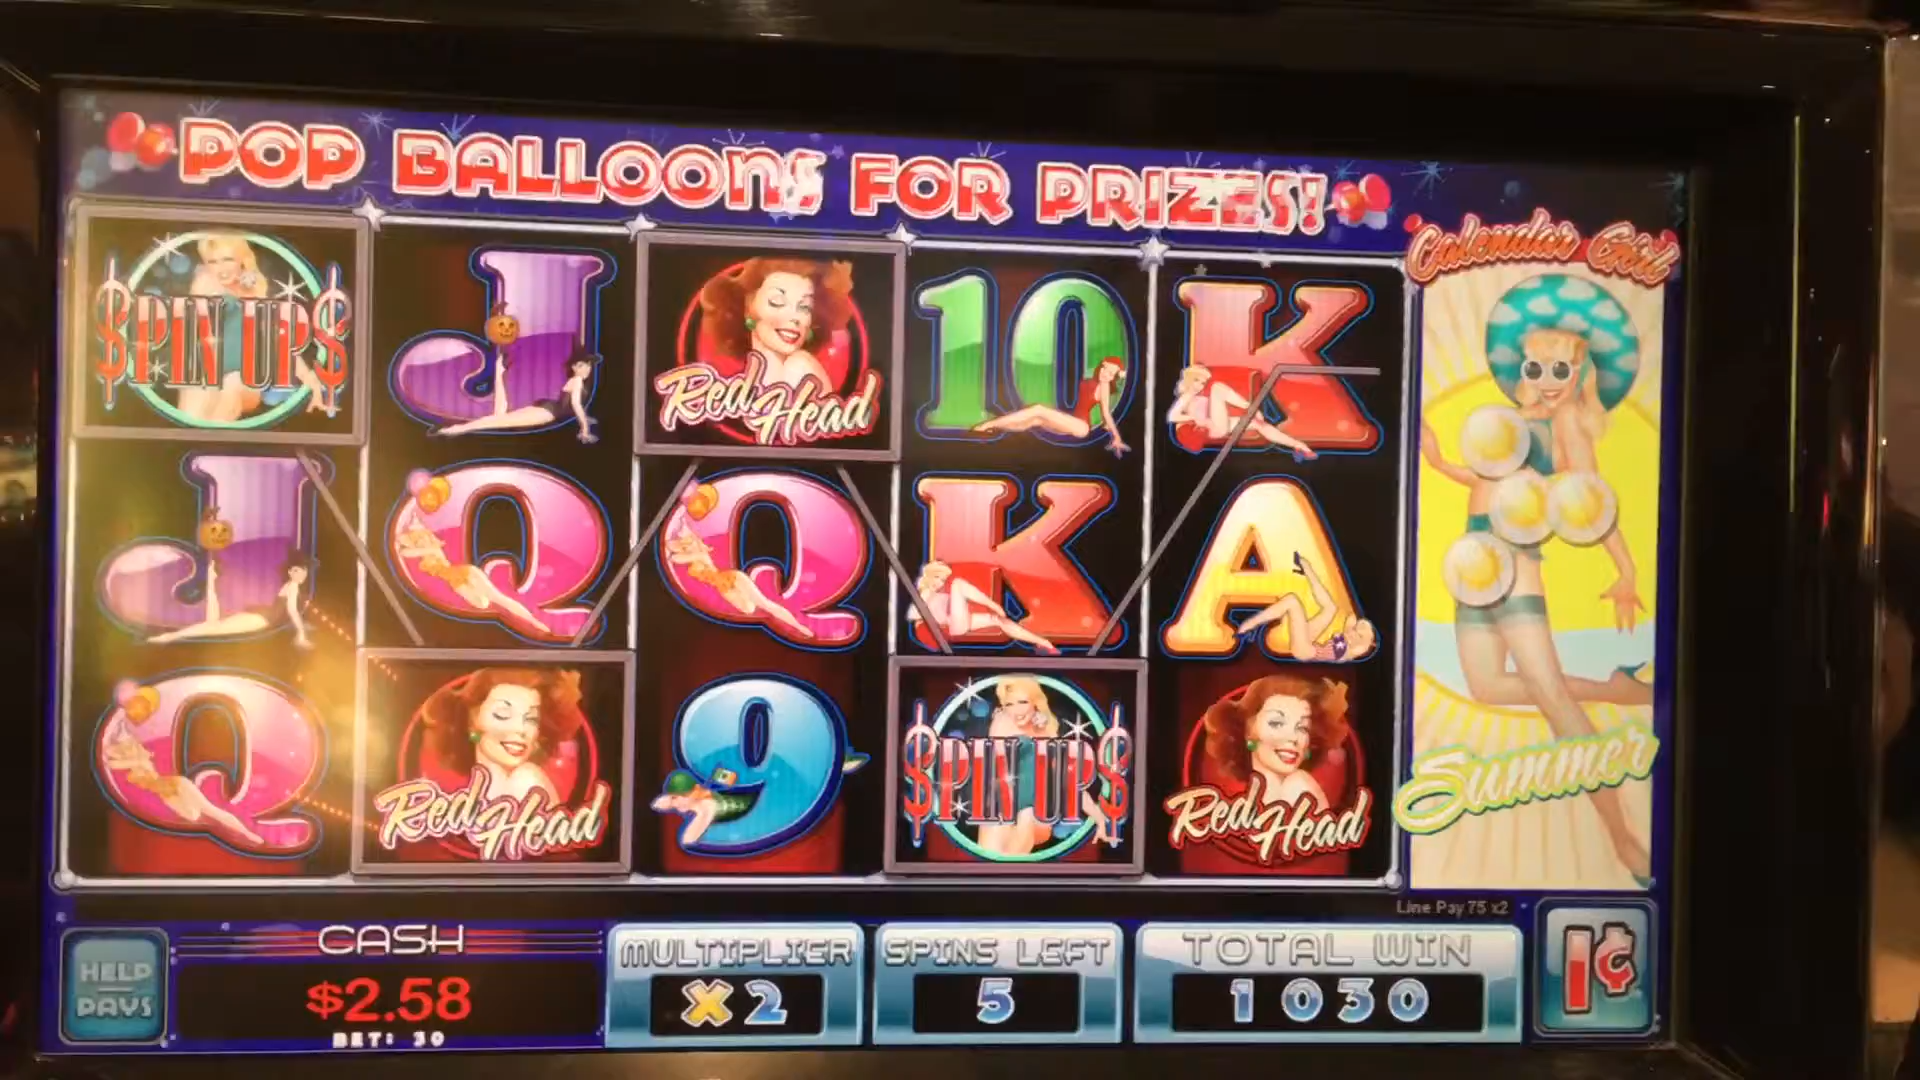 POP BALLOONS FOR PRIZES!
Calendar Girl
$PIN UP$
J
Red Head
10
K
J
Q
Q
K
A
Q
Red Head
9
$PIN UP$
Red Head
Summer
Line Pay 75 x2
HELP
PAYS
CASH
$2.58
BET: 30
MULTIPLIER
X2
SPINS LEFT
5
TOTAL WIN
1030
1¢